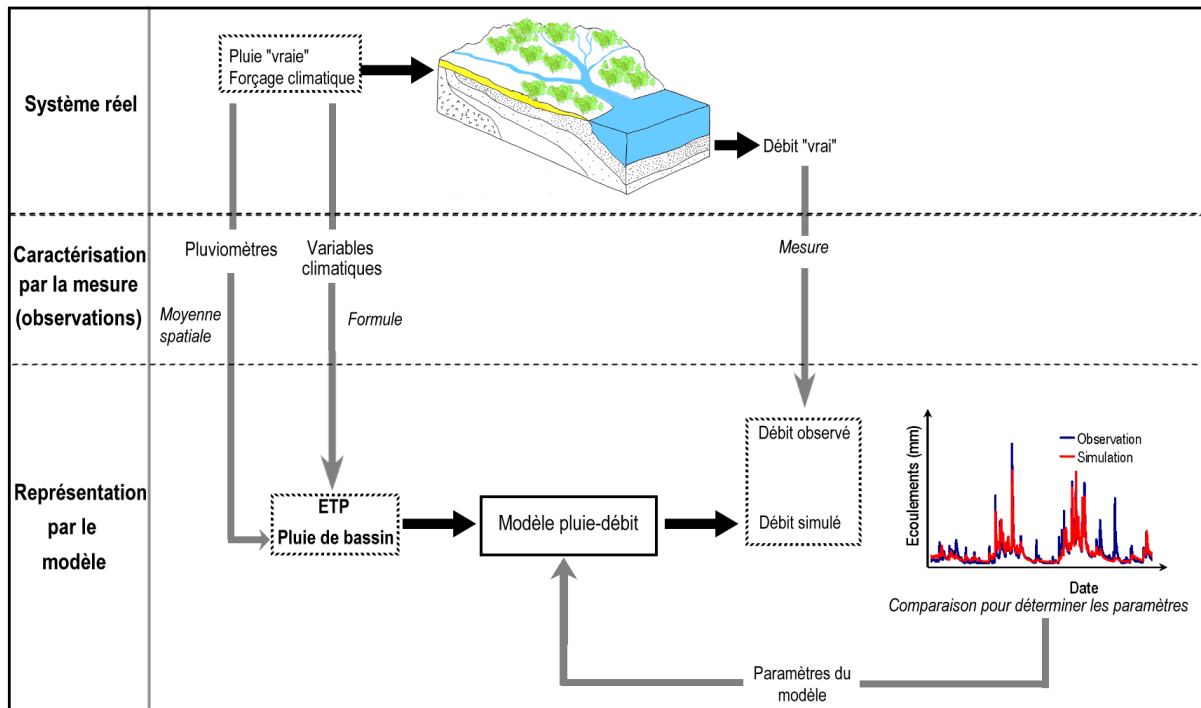 Système réel
Pluie "vraie"
Forçage climatique
Débit "vrai"
Caractérisation
par la mesure
(observations)
Pluviomètres
Variables
climatiques
Mesure
Moyenne
spatiale
Formule
Représentation
par le
modèle
ETP
Pluie de bassin
Modèle pluie-débit
Débit observé
Débit simulé
Ecoulements (mm)
Observation
Simulation
Date
Comparaison pour déterminer les paramètres
Paramètres du
modèle